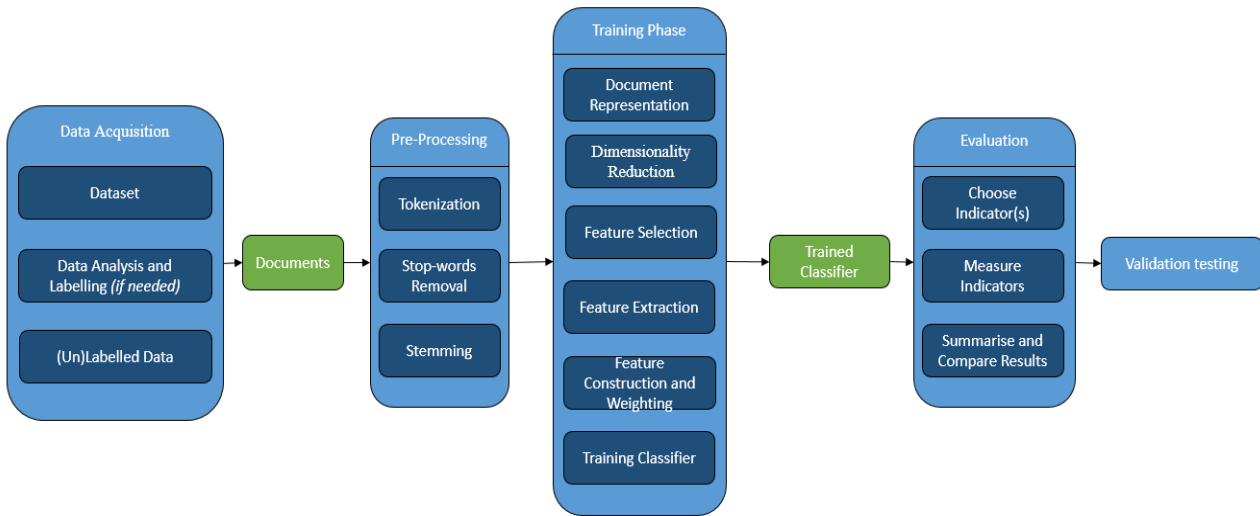 Data Acquisition
Dataset
Data Analysis and
Labelling (if needed)
(Un)Labelled Data
Documents
Pre-Processing
Tokenization
Stop-words
Removal
Stemming
Training Phase
Document
Representation
Dimensionality
Reduction
Feature Selection
Feature Extraction
Feature
Construction and
Weighting
Training Classifier
Trained
Classifier
Evaluation
Choose
Indicator(s)
Measure
Indicators
Summarise and
Compare Results
Validation testing